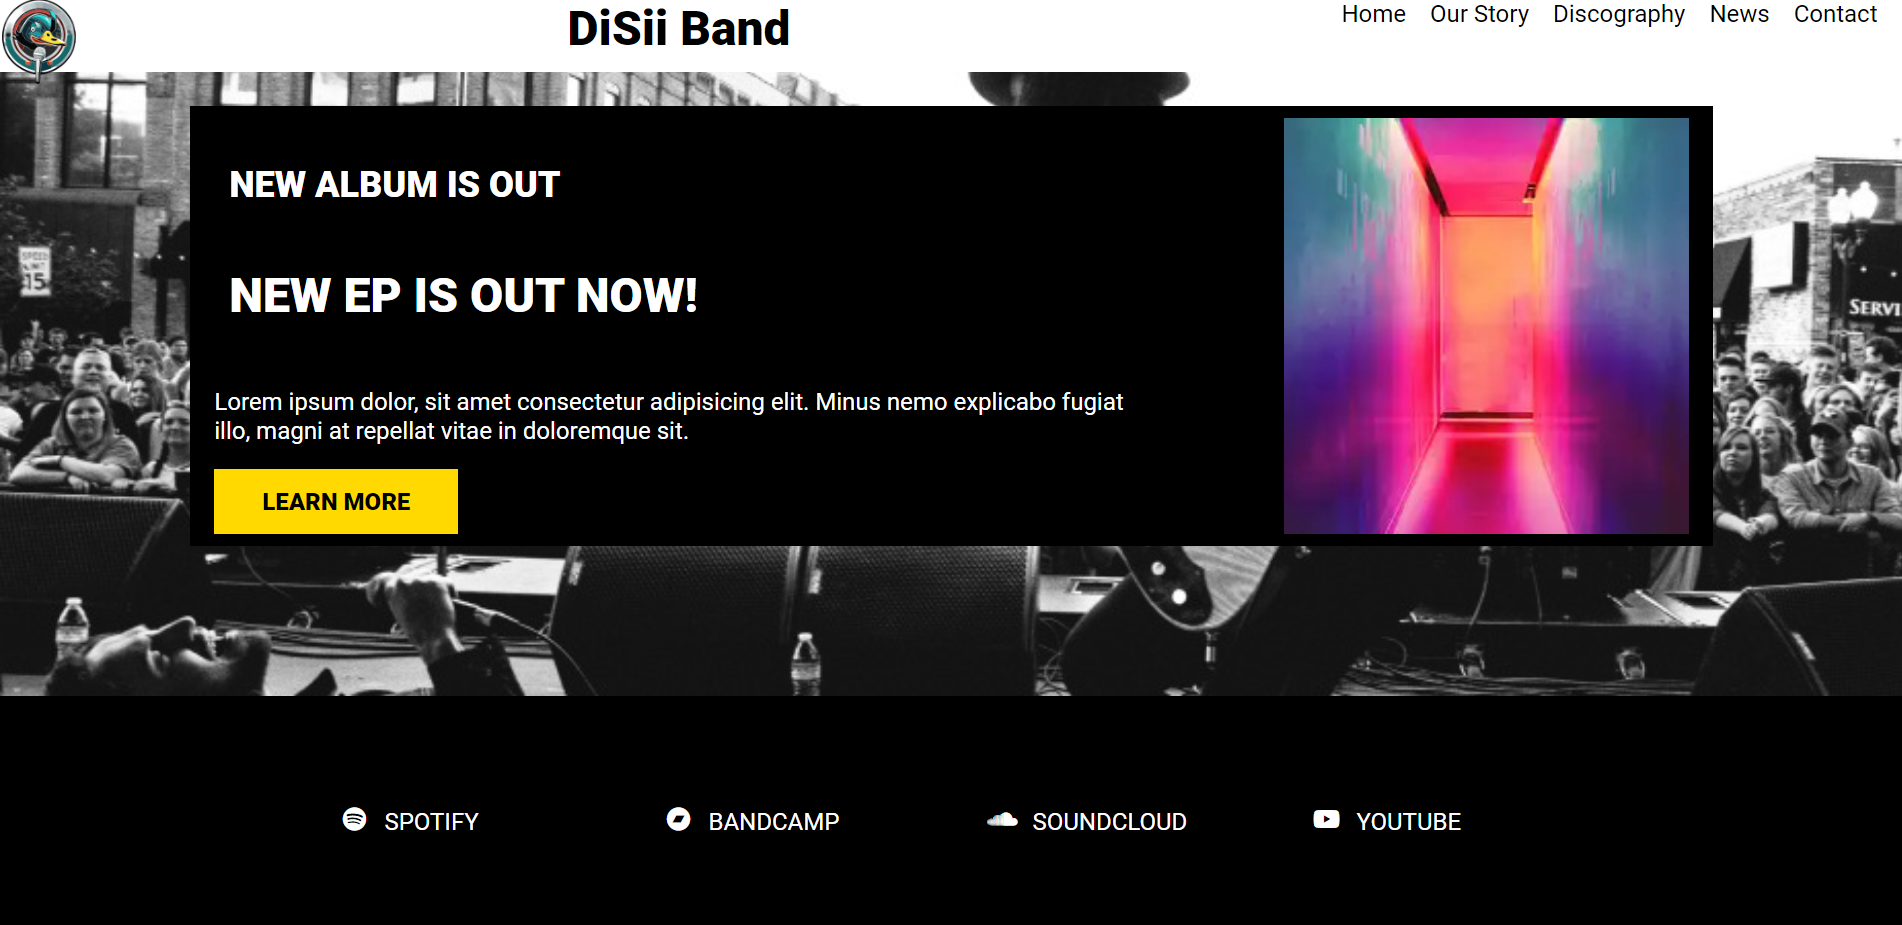 DiSii Band
Home Our Story Discography News Contact
NEW ALBUM IS OUT
NEW EP IS OUT NOW!
Lorem ipsum dolor, sit amet consectetur adipisicing elit. Minus nemo explicabo fugiat
illo, magni at repellat vitae in doloremque sit.
LEARN MORE
SPEED
LIMIT
15
SERVI
SPOTIFY BANDCAMP SOUNDCLOUD YOUTUBE